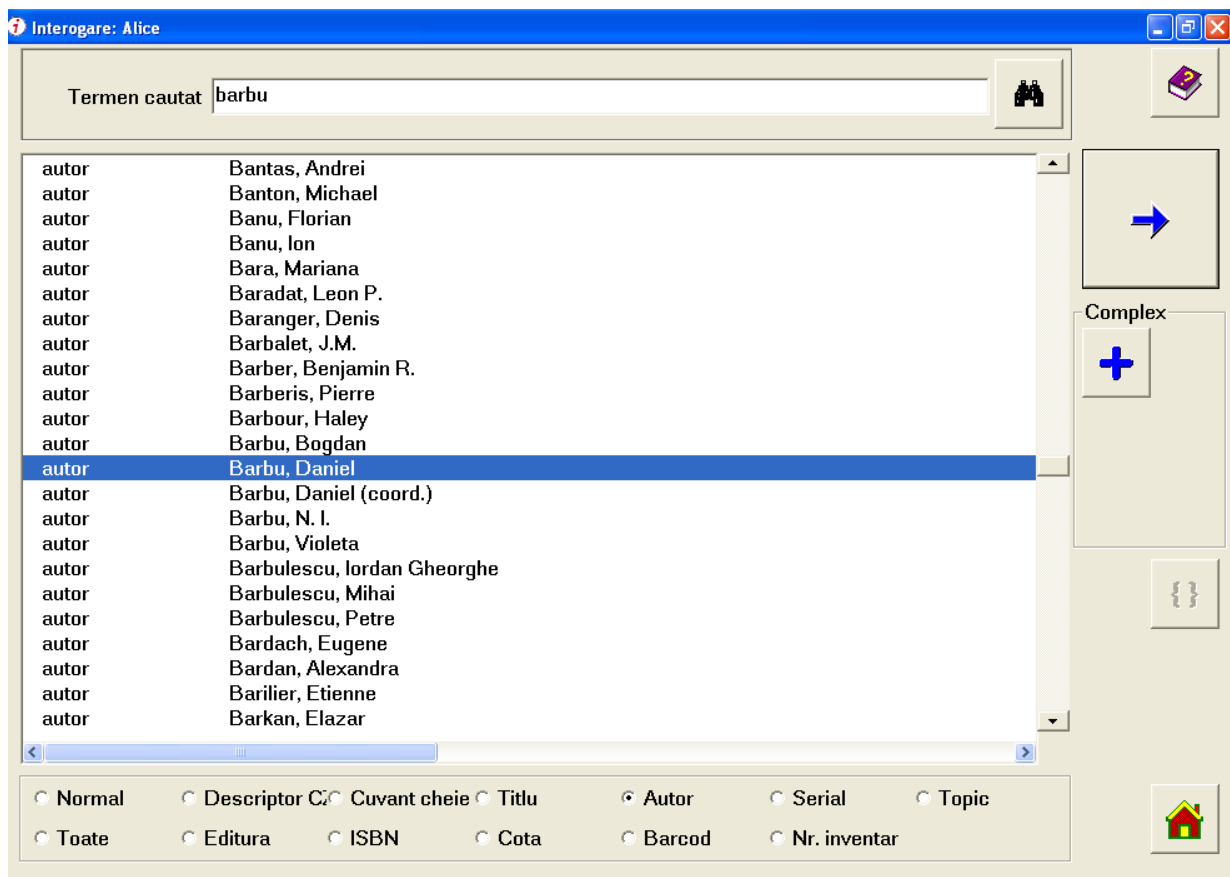 Interogare: Alice
Termen cautat barbu
autor Bantas, Andrei
autor Banton, Michael
autor Banu, Florian
autor Banu, Ion
autor Bara, Mariana
autor Baradat, Leon P.
autor Baranger, Denis
autor Barbalet, J.M.
autor Barber, Benjamin R.
autor Barberis, Pierre
autor Barbour, Haley
autor Barbu, Bogdan
autor Barbu, Daniel
autor Barbu, Daniel (coord.)
autor Barbu, N. I.
autor Barbu, Violeta
autor Barbulescu, Iordan Gheorghe
autor Barbulescu, Mihai
autor Barbulescu, Petre
autor Bardach, Eugene
autor Bardan, Alexandra
autor Barilier, Etienne
autor Barkan, Elazar
Complex
{ }
Normal Descriptor Cuvant cheie Titlu Autor Serial Topic
Toate Editura ISBN Cota Barcod Nr. inventar